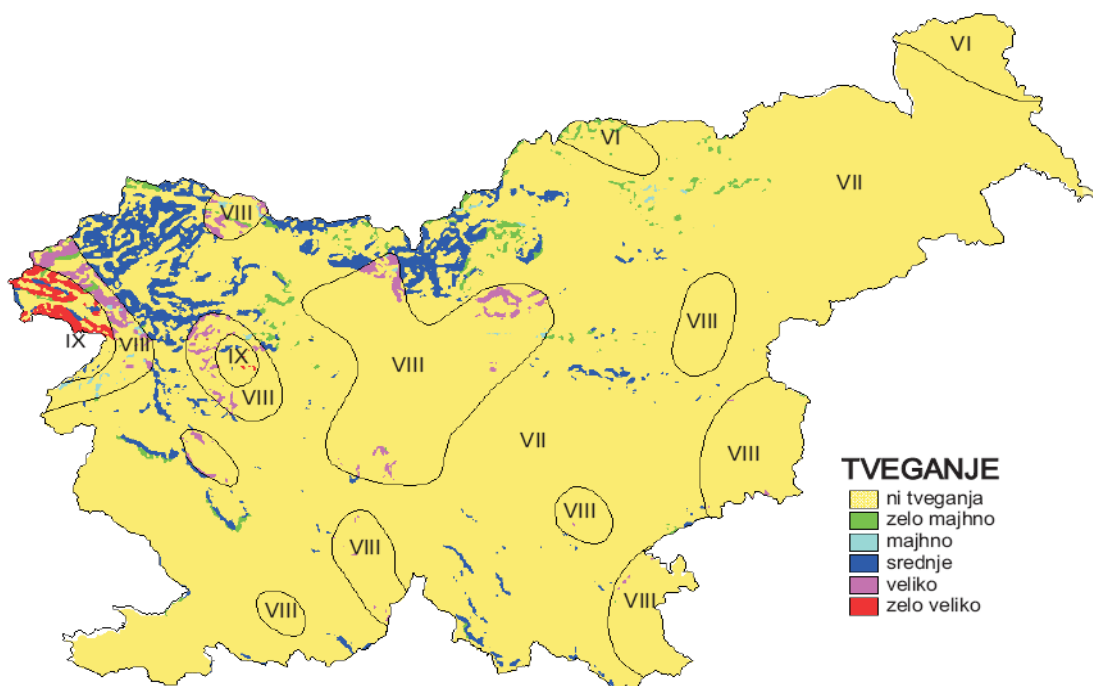 VI
VI
VII
VIII
VIII
IX
VIII
IX
VIII
VIII
VIII
VII
VIII
VIII
VIII
VIII
VIII
TVEGANJE
ni tveganja
zelo majhno
majhno
srednje
veliko
zelo veliko